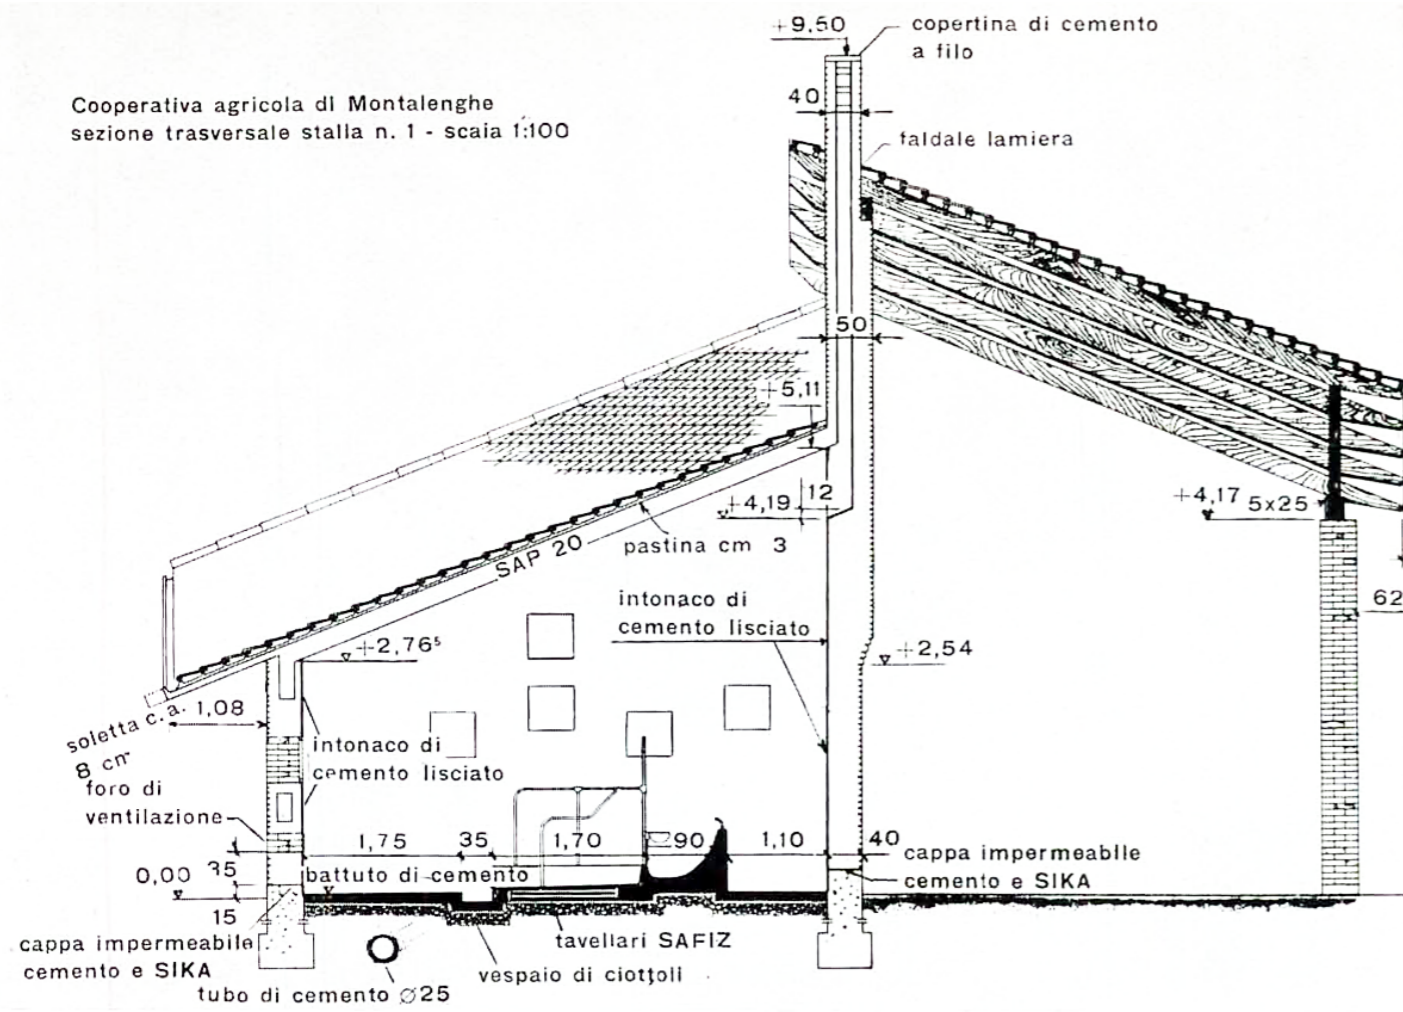 +9,50
copertina di cemento
a filo
Cooperativa agricola di Montalenghe
sezione trasversale stalla n. 1 - scaia 1:100
40
faldale lamiera
50
+5,11
+4,19
12
+4,17
5x25
pastina cm 3
SAP 20
intonaco di
cemento lisciato
62
+2,76⁵
+2,54
soletta c.a.
8 cm
1,08
intonaco di
cemento lisciato
foro di
ventilazione
1,75
35
1,70
90
1,10
40
cappa impermeabile
cemento e SIKA
0,00
35
battuto di cemento
15
cappa impermeabile
cemento e SIKA
tavellari SAFIZ
vespaio di ciottoli
tubo di cemento ∅25